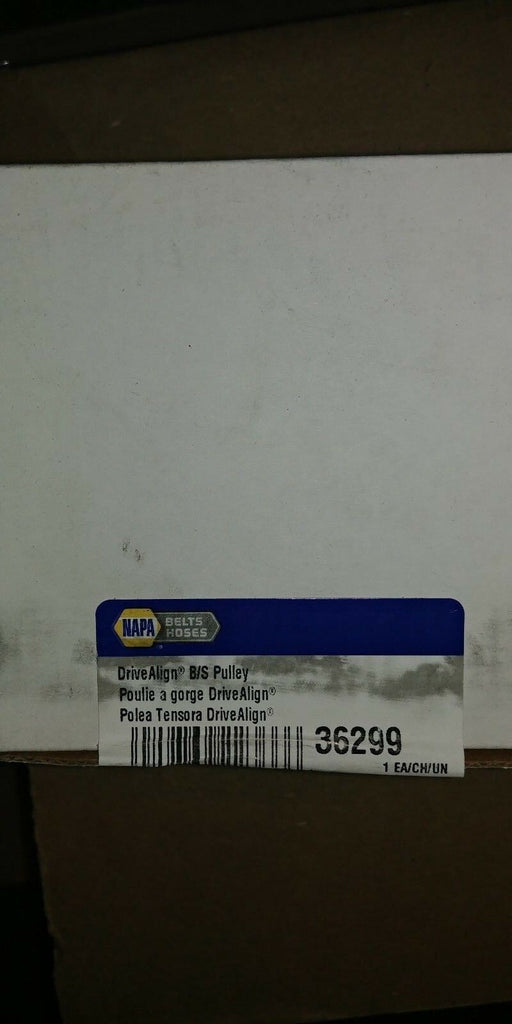 NAPA
BELTS
HOSES
DriveAlign® B/S Pulley
Poulie a gorge DriveAlign®
Polea Tensora DriveAlign®
36299
1 EA/CH/UN